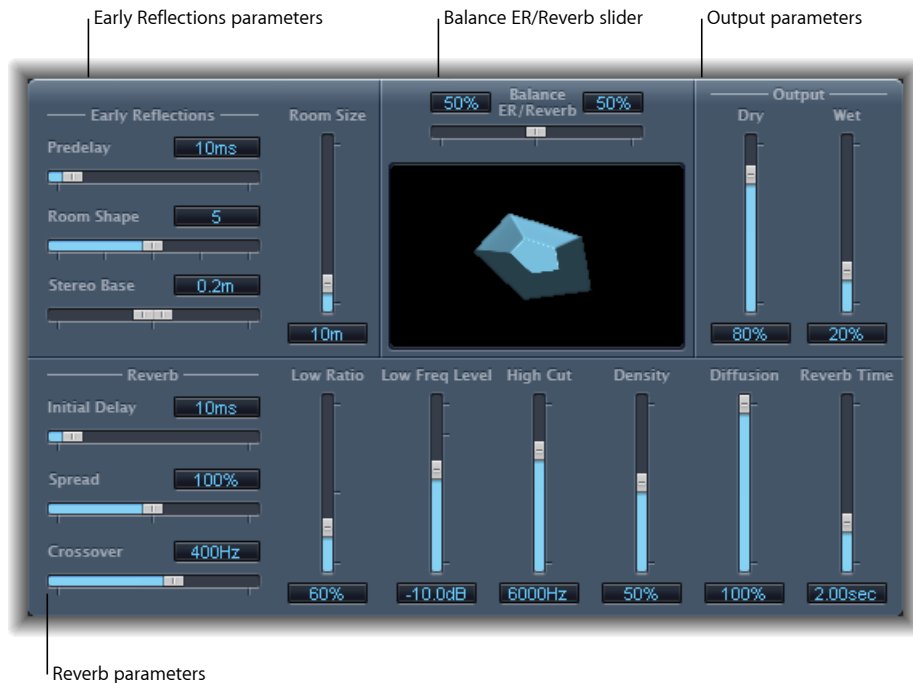 Early Reflections parameters
Balance ER/Reverb slider
Output parameters
Early Reflections
Predelay 10ms
Room Shape 5
Stereo Base 0.2m
Room Size
10m
50% Balance ER/Reverb 50%
Output
Dry Wet
80% 20%
Reverb
Initial Delay 10ms
Spread 100%
Crossover 400Hz
Low Ratio Low Freq Level High Cut Density Diffusion Reverb Time
60% -10.0dB 6000Hz 50% 100% 2.00sec
Reverb parameters